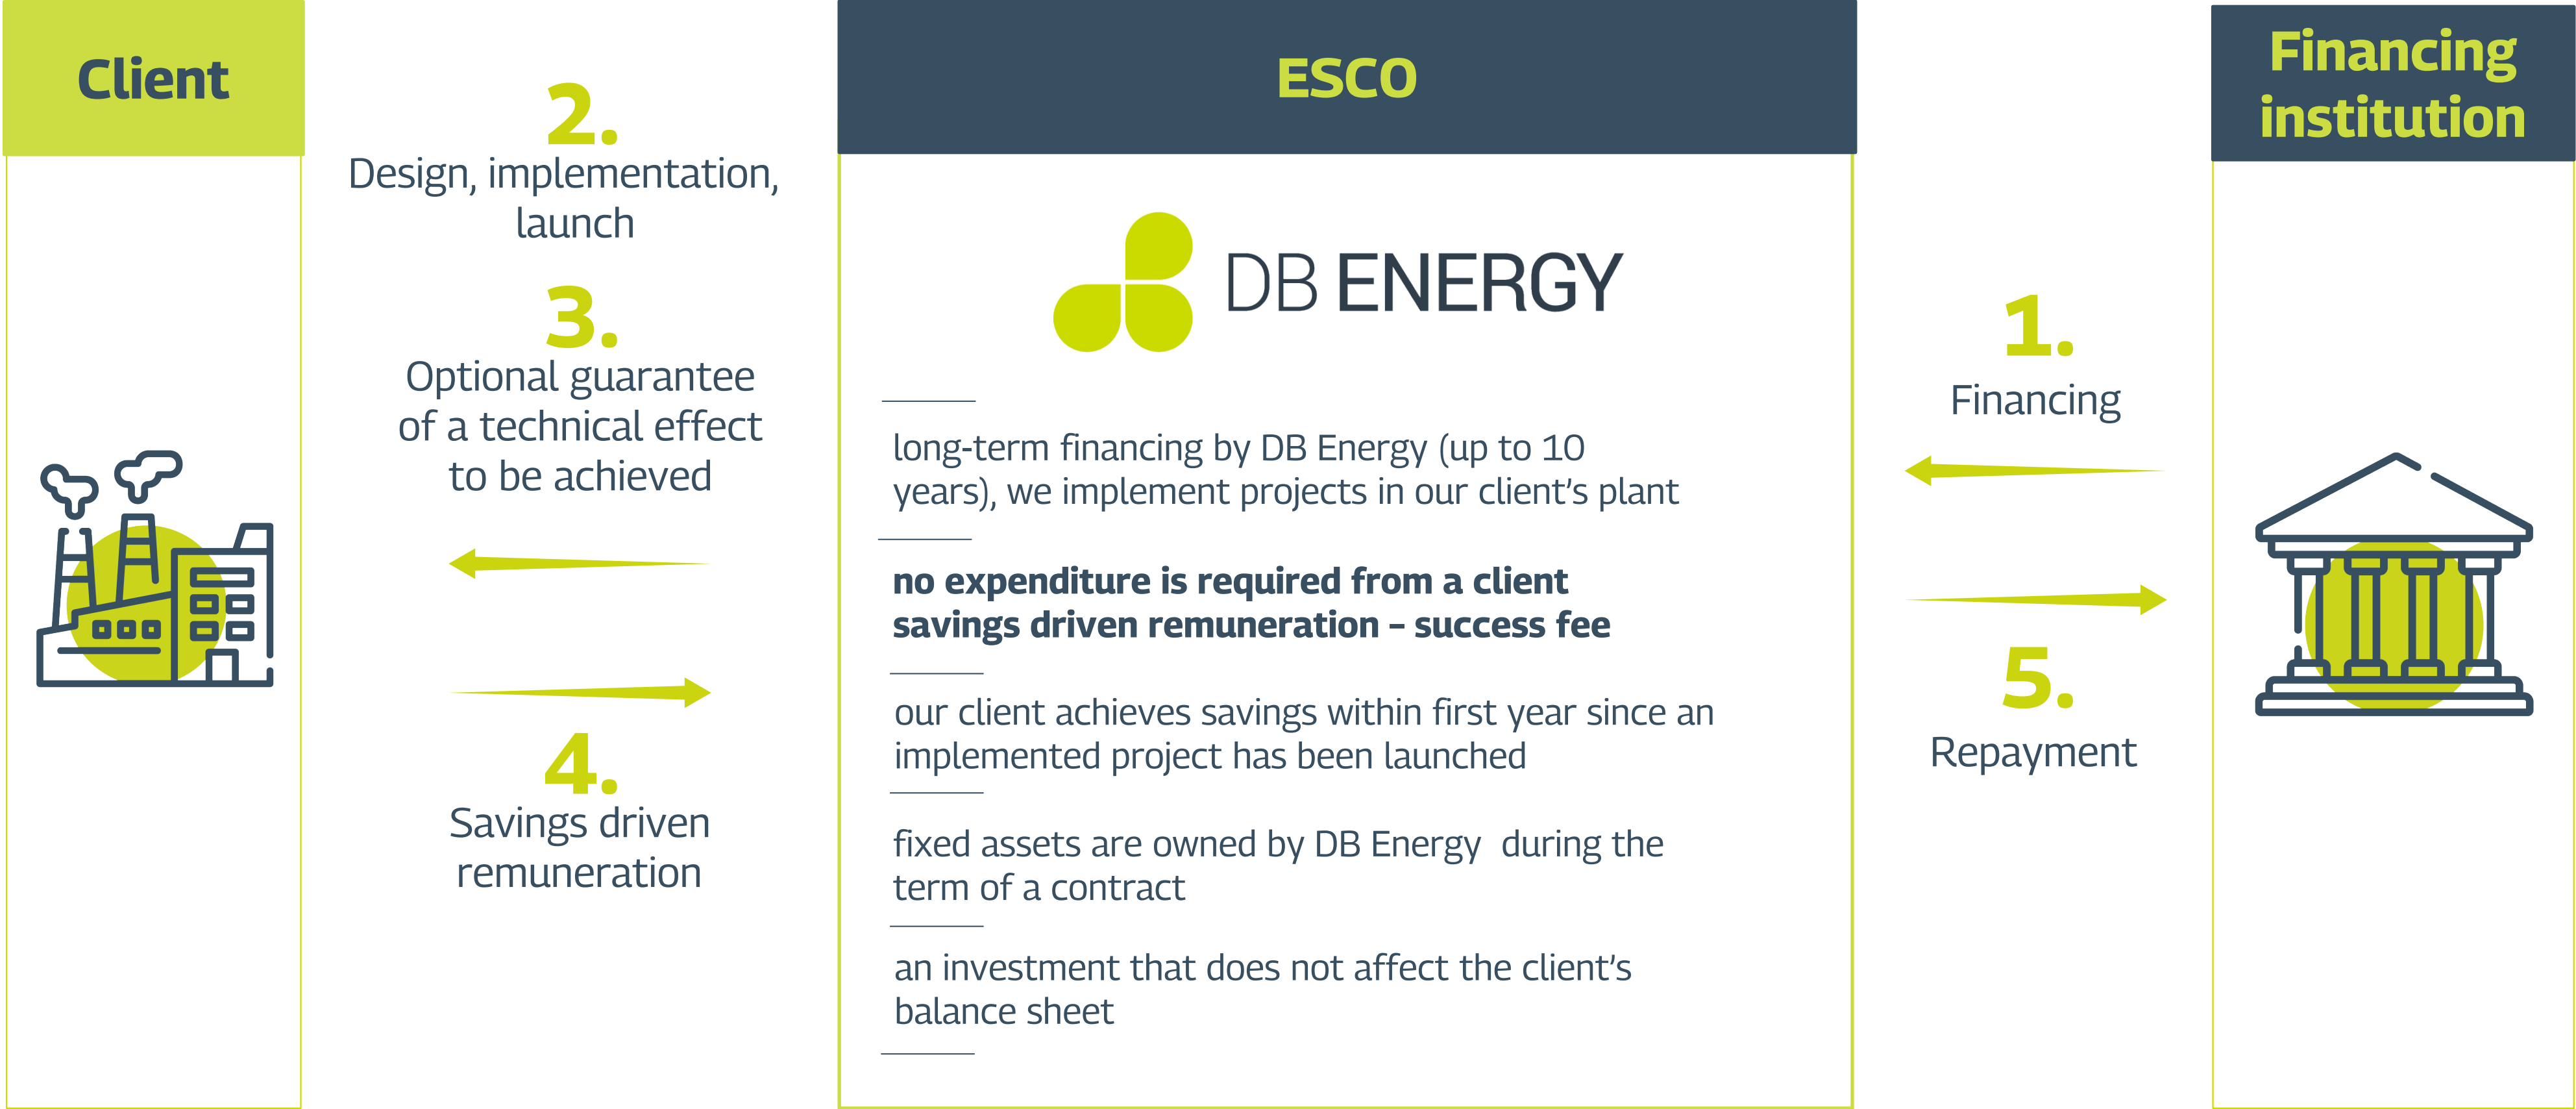 Client
2.
Design, implementation,
launch
3.
Optional guarantee
of a technical effect
to be achieved
4.
Savings driven
remuneration
ESCO
DB ENERGY
long-term financing by DB Energy (up to 10
years), we implement projects in our client's plant
no expenditure is required from a client
savings driven remuneration – success fee
our client achieves savings within first year since an
implemented project has been launched
fixed assets are owned by DB Energy during the
term of a contract
an investment that does not affect the client's
balance sheet
1.
Financing
5.
Repayment
Financing
institution